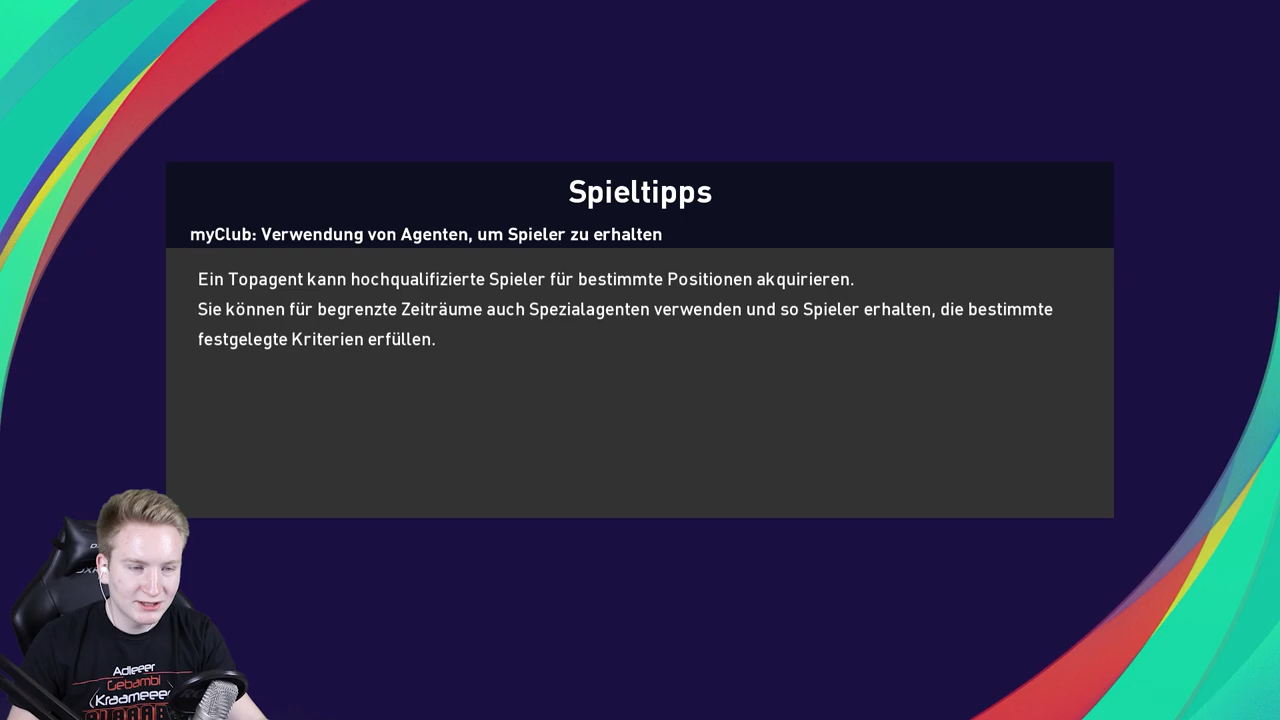 Spieltipps
myClub: Verwendung von Agenten, um Spieler zu erhalten
Ein Topagent kann hochqualifizierte Spieler für bestimmte Positionen akquirieren.
Sie können für begrenzte Zeiträume auch Spezialagenten verwenden und so Spieler erhalten, die bestimmte
festgelegte Kriterien erfüllen.
Adleeer
Gebambl
Kraameeer